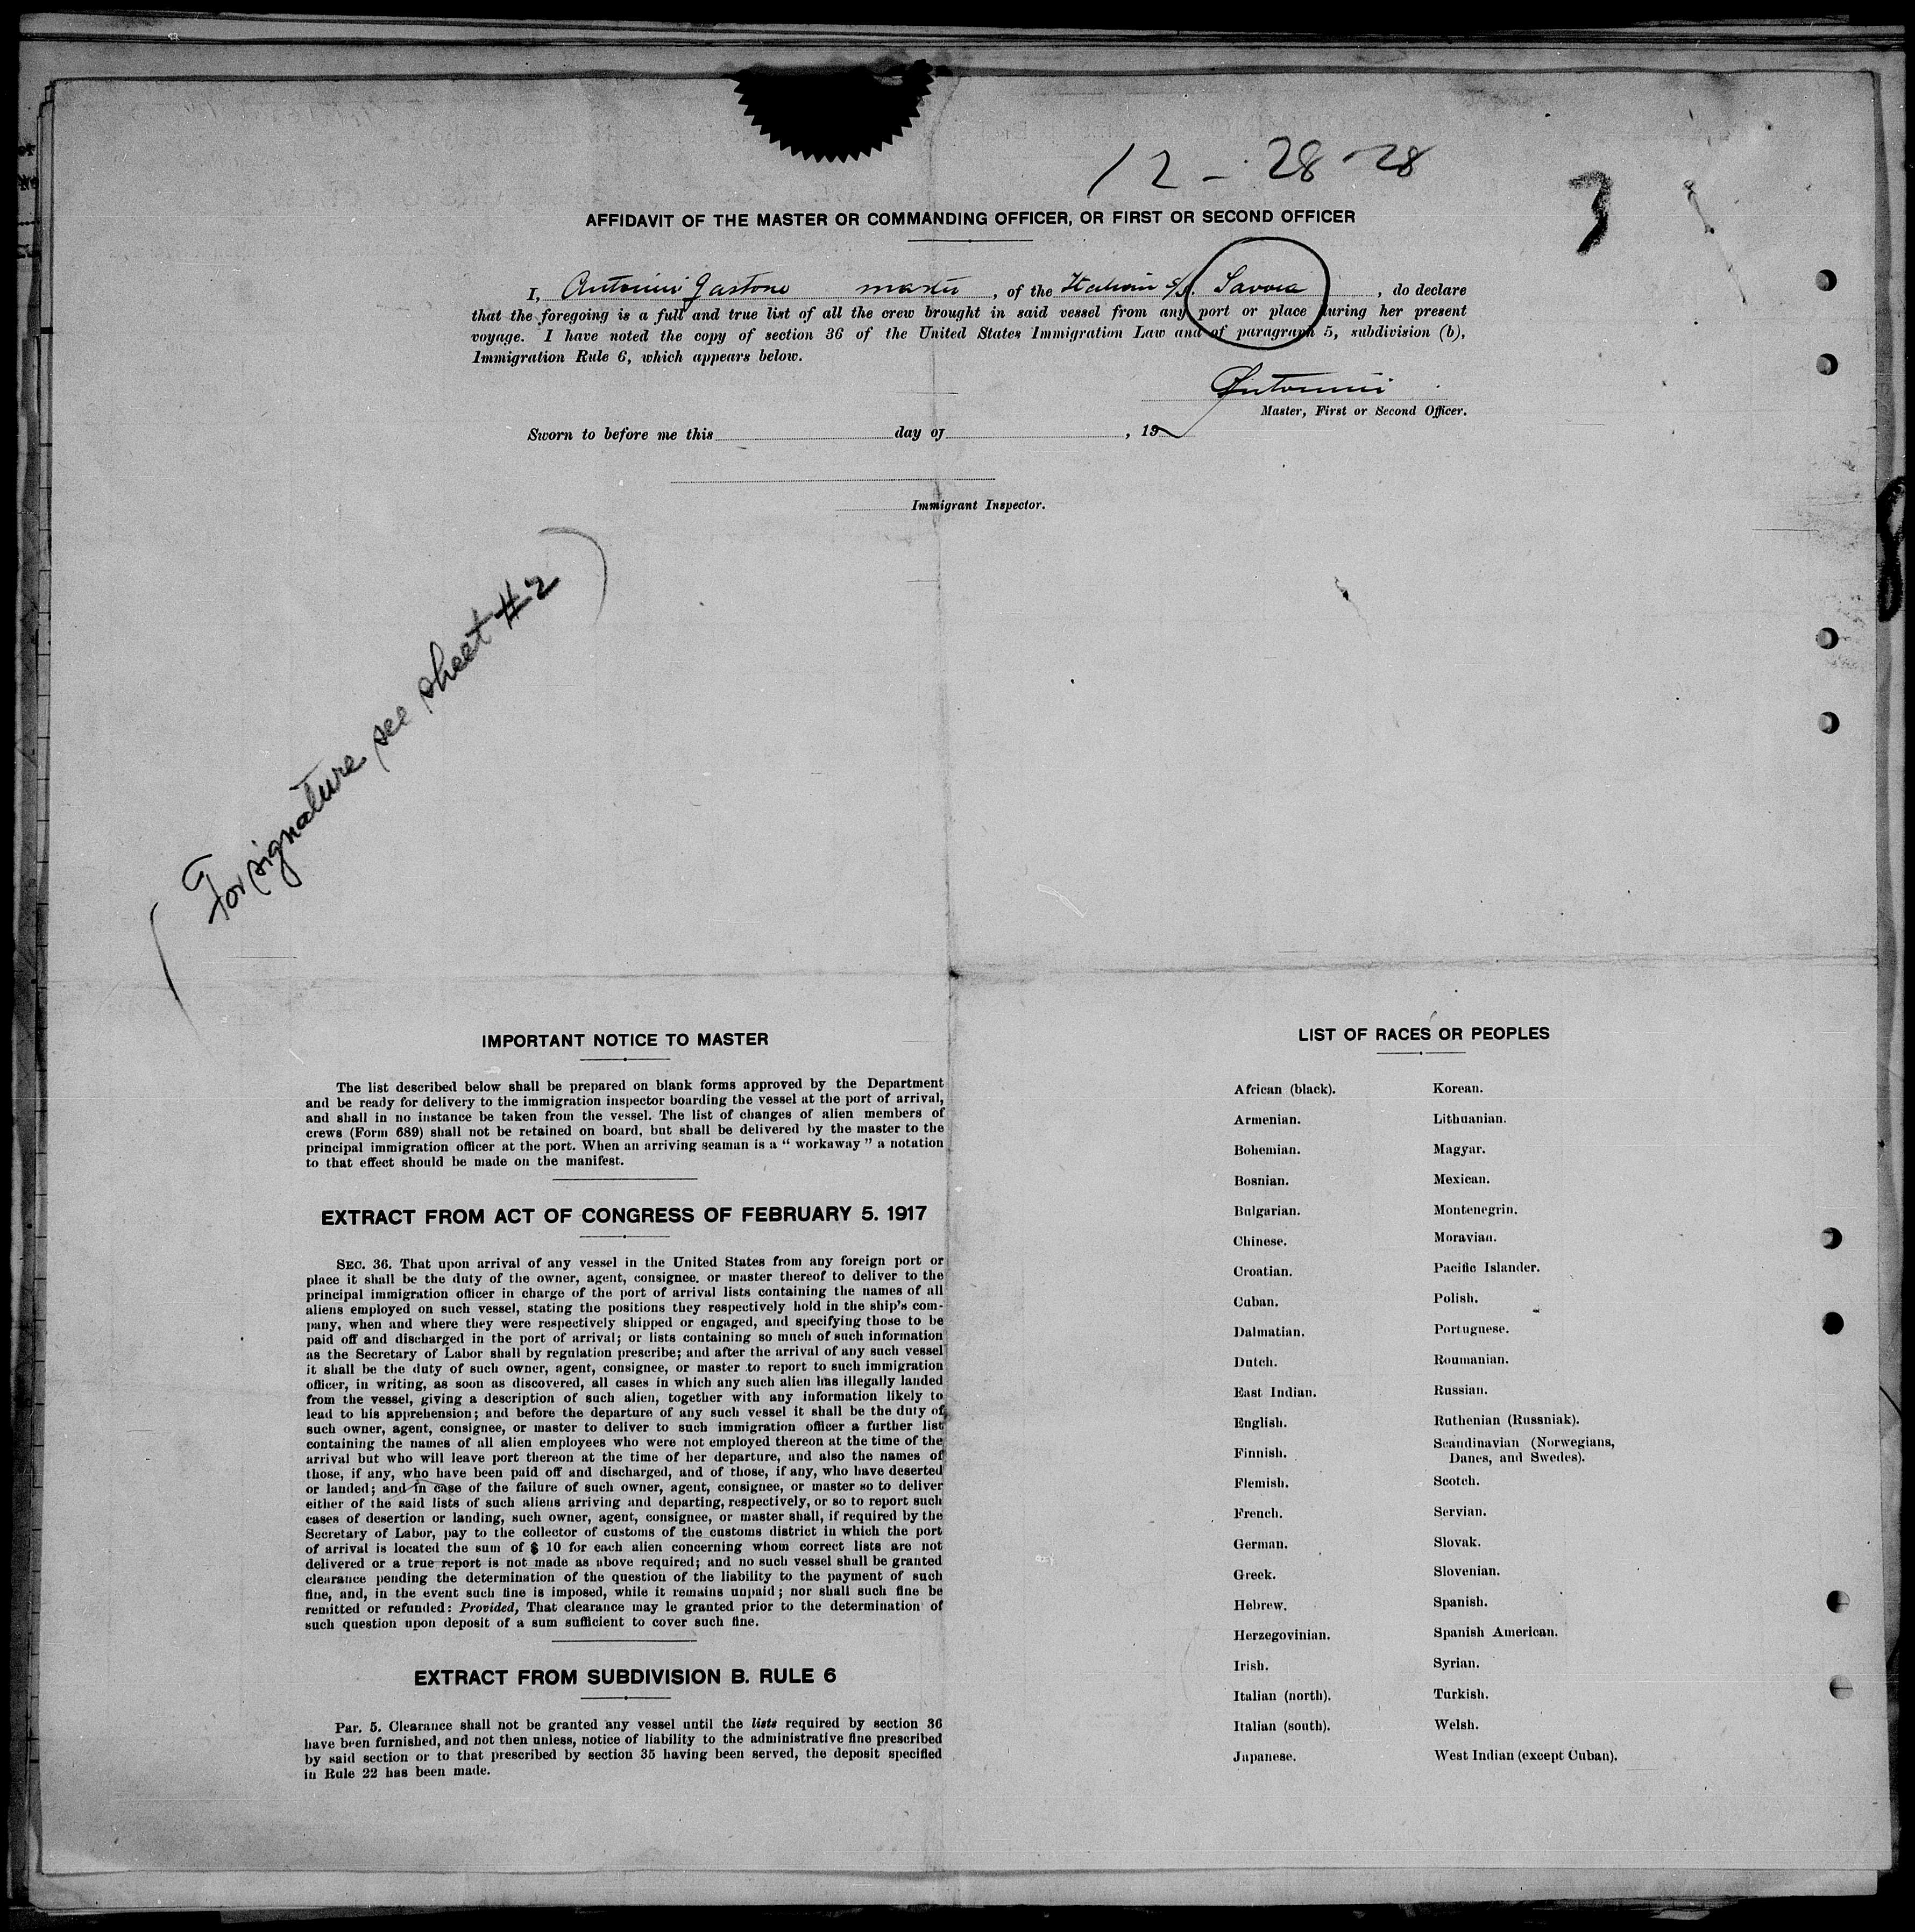 12 - 28-28
3
AFFIDAVIT OF THE MASTER OR COMMANDING OFFICER, OR FIRST OR SECOND OFFICER
I, Antonini Gastone master , of the Italian S/S. Savoia , do declare
that the foregoing is a full and true list of all the crew brought in said vessel from any port or place during her present
voyage. I have noted the copy of section 36 of the United States Immigration Law and of paragraph 5, subdivision (b),
Immigration Rule 6, which appears below.
Antonini
Master, First or Second Officer.
Sworn to before me this day of , 19
Immigrant Inspector.
(For signature see sheet #2)
IMPORTANT NOTICE TO MASTER
The list described below shall be prepared on blank forms approved by the Department
and be ready for delivery to the immigration inspector boarding the vessel at the port of arrival,
and shall in no instance be taken from the vessel. The list of changes of alien members of
crews (Form 689) shall not be retained on board, but shall be delivered by the master to the
principal immigration officer at the port. When an arriving seaman is a “ workaway ” a notation
to that effect should be made on the manifest.
EXTRACT FROM ACT OF CONGRESS OF FEBRUARY 5. 1917
SEC. 36. That upon arrival of any vessel in the United States from any foreign port or
place it shall be the duty of the owner, agent, consignee. or master thereof to deliver to the
principal immigration officer in charge of the port of arrival lists containing the names of all
aliens employed on such vessel, stating the positions they respectively hold in the ship's com-
pany, when and where they were respectively shipped or engaged, and specifying those to be
paid off and discharged in the port of arrival; or lists containing so much of such information
as the Secretary of Labor shall by regulation prescribe; and after the arrival of any such vessel
it shall be the duty of such owner, agent, consignee, or master to report to such immigration
officer, in writing, as soon as discovered, all cases in which any such alien has illegally landed
from the vessel, giving a description of such alien, together with any information likely to
lead to his apprehension; and before the departure of any such vessel it shall be the duty of
such owner, agent, consignee, or master to deliver to such immigration officer a further list
containing the names of all alien employees who were not employed thereon at the time of the
arrival but who will leave port thereon at the time of her departure, and also the names of
those, if any, who have been paid off and discharged, and of those, if any, who have deserted
or landed; and in case of the failure of such owner, agent, consignee, or master so to deliver
either of the said lists of such aliens arriving and departing, respectively, or so to report such
cases of desertion or landing, such owner, agent, consignee, or master shall, if required by the
Secretary of Labor, pay to the collector of customs of the customs district in which the port
of arrival is located the sum of $ 10 for each alien concerning whom correct lists are not
delivered or a true report is not made as above required; and no such vessel shall be granted
clearance pending the determination of the question of the liability to the payment of such
fine, and, in the event such fine is imposed, while it remains unpaid ; nor shall such fine be
remitted or refunded: Provided, That clearance may le granted prior to the determination of
such question upon deposit of a sum sufficient to cover such fine.
EXTRACT FROM SUBDIVISION B. RULE 6
Par. 5. Clearance shall not be granted any vessel until the lists required by section 36
have been furnished, and not then unless, notice of liability to the administrative fine prescribed
by said section or to that prescribed by section 35 having been served, the deposit specified
in Rule 22 has been made.
LIST OF RACES OR PEOPLES
African (black). Korean.
Armenian. Lithuanian.
Bohemian. Magyar.
Bosnian. Mexican.
Bulgarian. Montenegrin.
Chinese. Moravian.
Croatian. Pacific Islander.
Cuban. Polish.
Dalmatian. Portuguese.
Dutch. Roumanian.
East Indian. Russian.
English. Ruthenian (Russniak).
Finnish. Scandinavian (Norwegians,
Danes, and Swedes).
Flemish. Scotch.
French. Servian.
German. Slovak.
Greek. Slovenian.
Hebrew. Spanish.
Herzegovinian. Spanish American.
Irish. Syrian.
Italian (north). Turkish.
Italian (south). Welsh.
Japanese. West Indian (except Cuban).